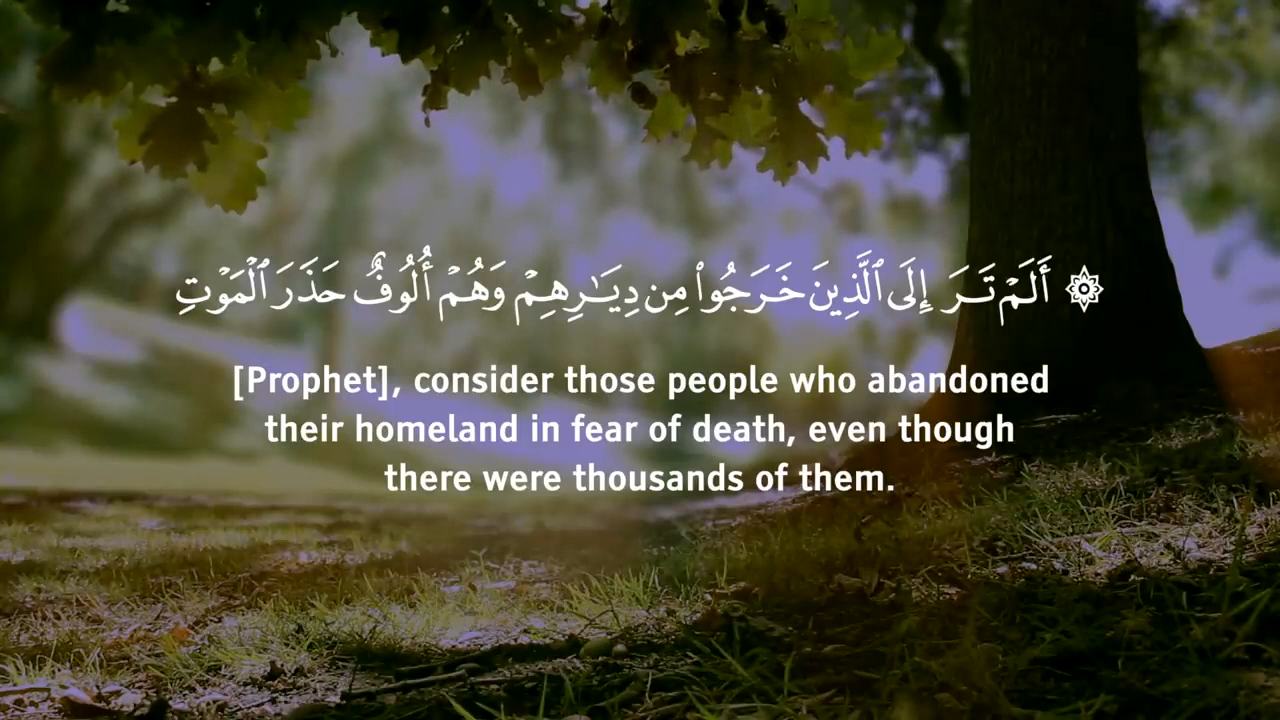 ۞ أَلَمْ تَرَ إِلَى ٱلَّذِينَ خَرَجُوا۟ مِن دِيَـٰرِهِمْ وَهُمْ أُلُوفٌ حَذَرَ ٱلْمَوْتِ
[Prophet], consider those people who abandoned
their homeland in fear of death, even though
there were thousands of them.